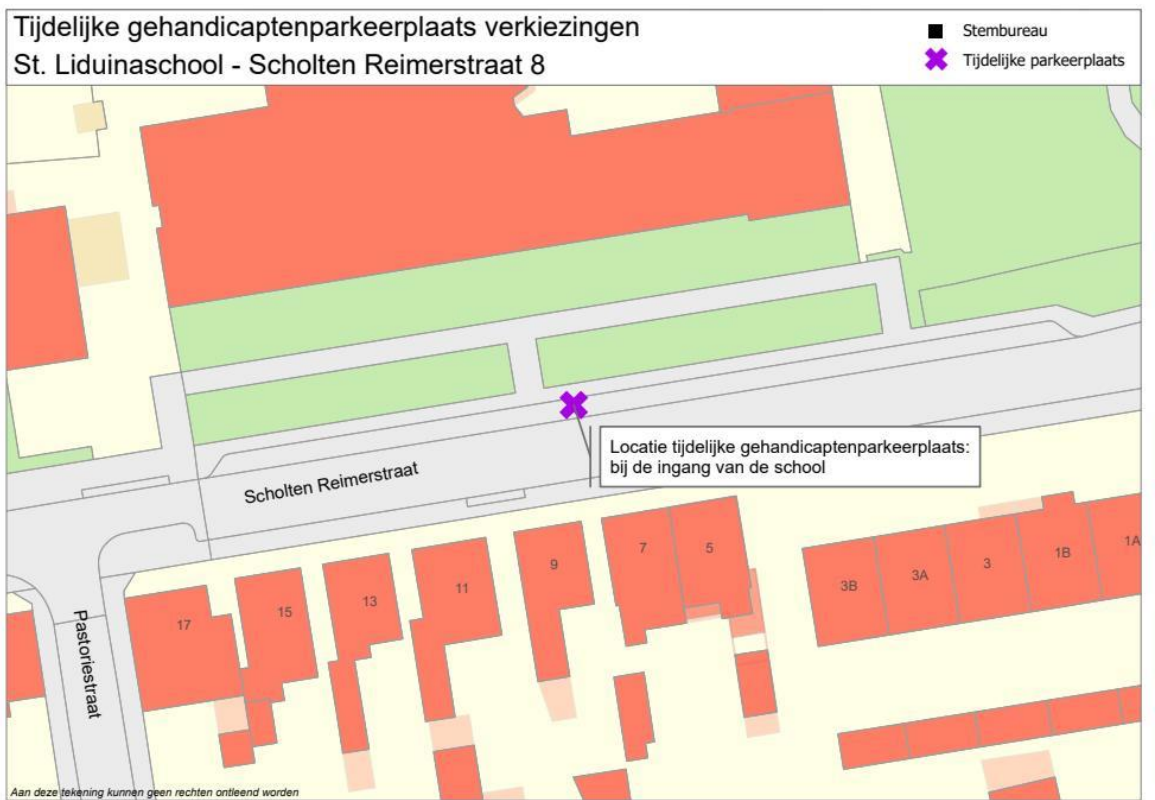 Tijdelijke gehandicaptenparkeerplaats verkiezingen
St. Liduinaschool - Scholten Reimerstraat 8
Stembureau
Tijdelijke parkeerplaats
Locatie tijdelijke gehandicaptenparkeerplaats:
bij de ingang van de school
Scholten Reimerstraat
17
15
13
11
9
7
5
3B
3A
3
1B
1A
Pastoriestraat
Aan deze tekening kunnen geen rechten ontleend worden